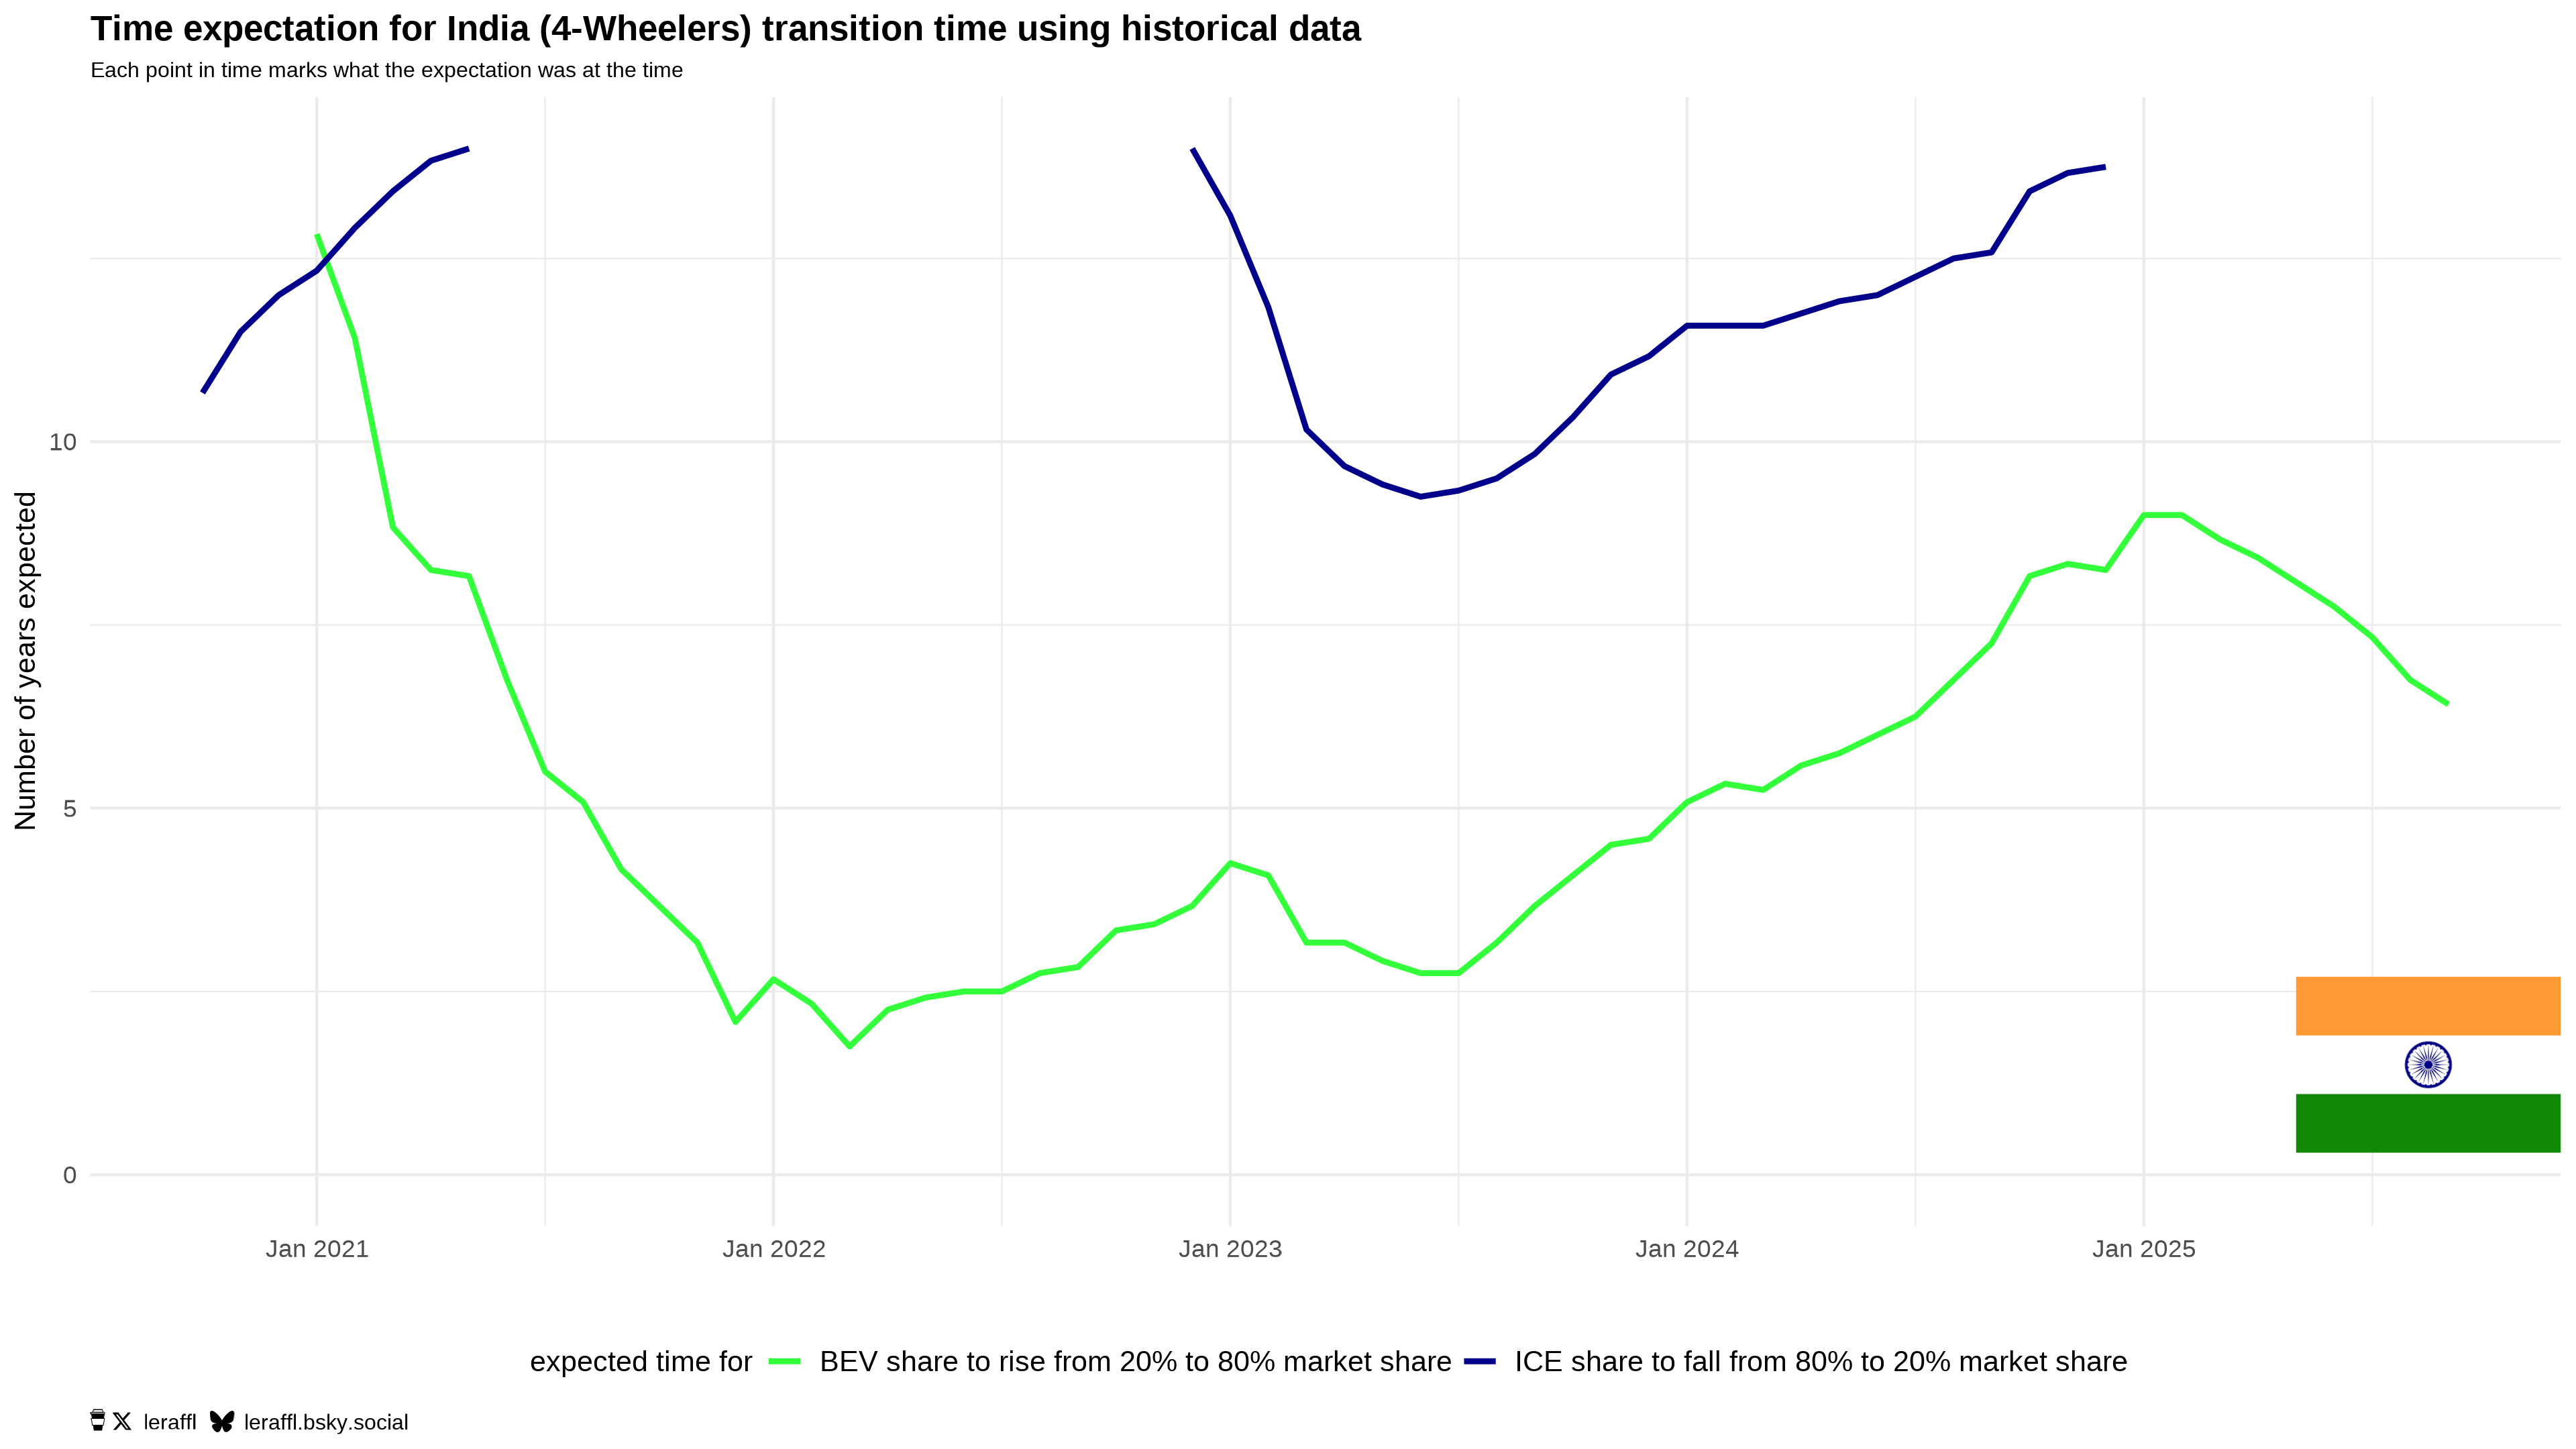 Time expectation for India (4-Wheelers) transition time using historical data
Each point in time marks what the expectation was at the time
Number of years expected
10
5
0
Jan 2021
Jan 2022
Jan 2023
Jan 2024
Jan 2025
expected time for
BEV share to rise from 20% to 80% market share
ICE share to fall from 80% to 20% market share
leraffl
leraffl.bsky.social